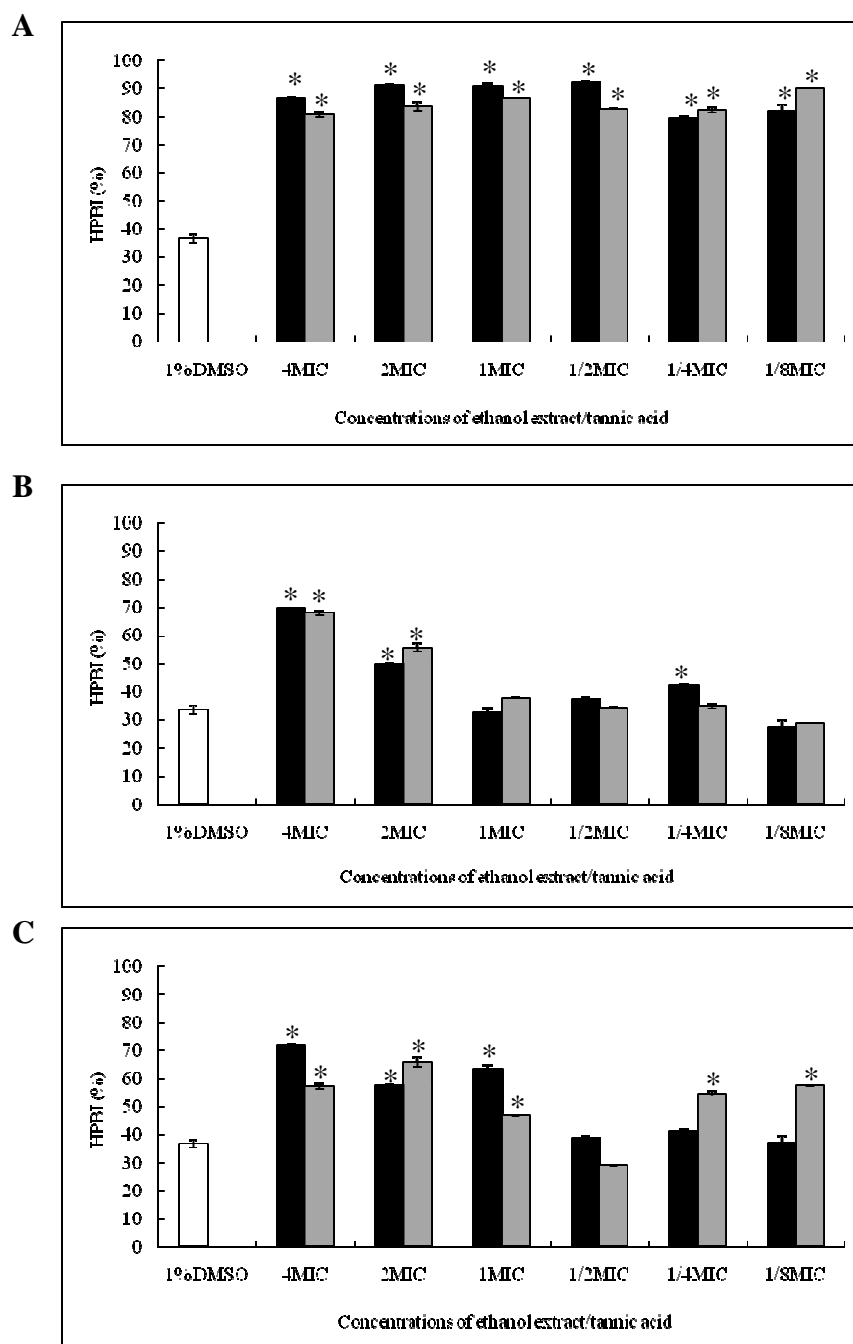 A
HPBI (%)
100
90
80
70
60
50
40
30
20
10
0
* * * * * * * * * * * *
1%DMSO 4MIC 2MIC 1MIC 1/2MIC 1/4MIC 1/8MIC
Concentrations of ethanol extract/tannic acid
B
HPBI (%)
100
90
80
70
60
50
40
30
20
10
0
* * * * *
1%DMSO 4MIC 2MIC 1MIC 1/2MIC 1/4MIC 1/8MIC
Concentrations of ethanol extract/tannic acid
C
HPBI (%)
100
90
80
70
60
50
40
30
20
10
0
* * * * * * * *
1%DMSO 4MIC 2MIC 1MIC 1/2MIC 1/4MIC 1/8MIC
Concentrations of ethanol extract/tannic acid